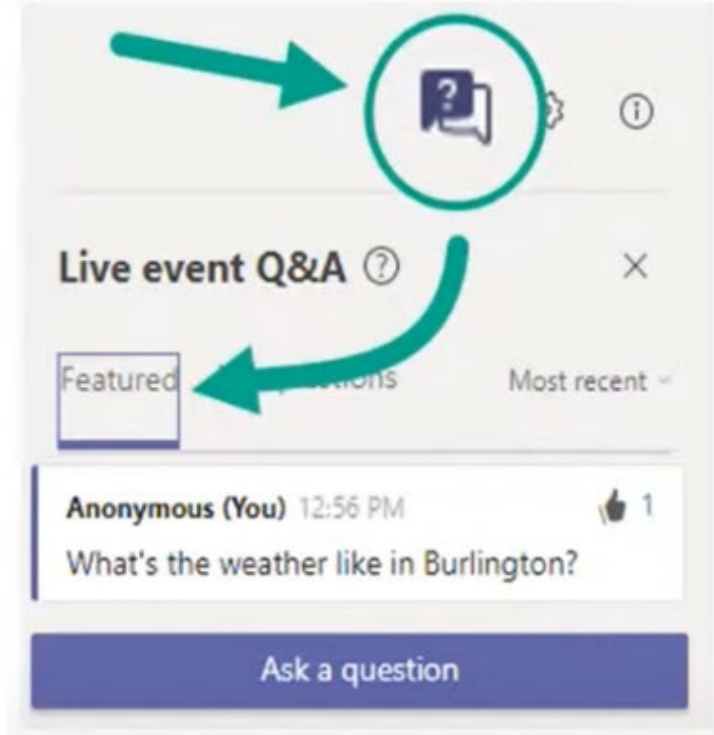 Live event Q&A
Featured
Most recent
Anonymous (You) 12:56 PM
1
What's the weather like in Burlington?
Ask a question